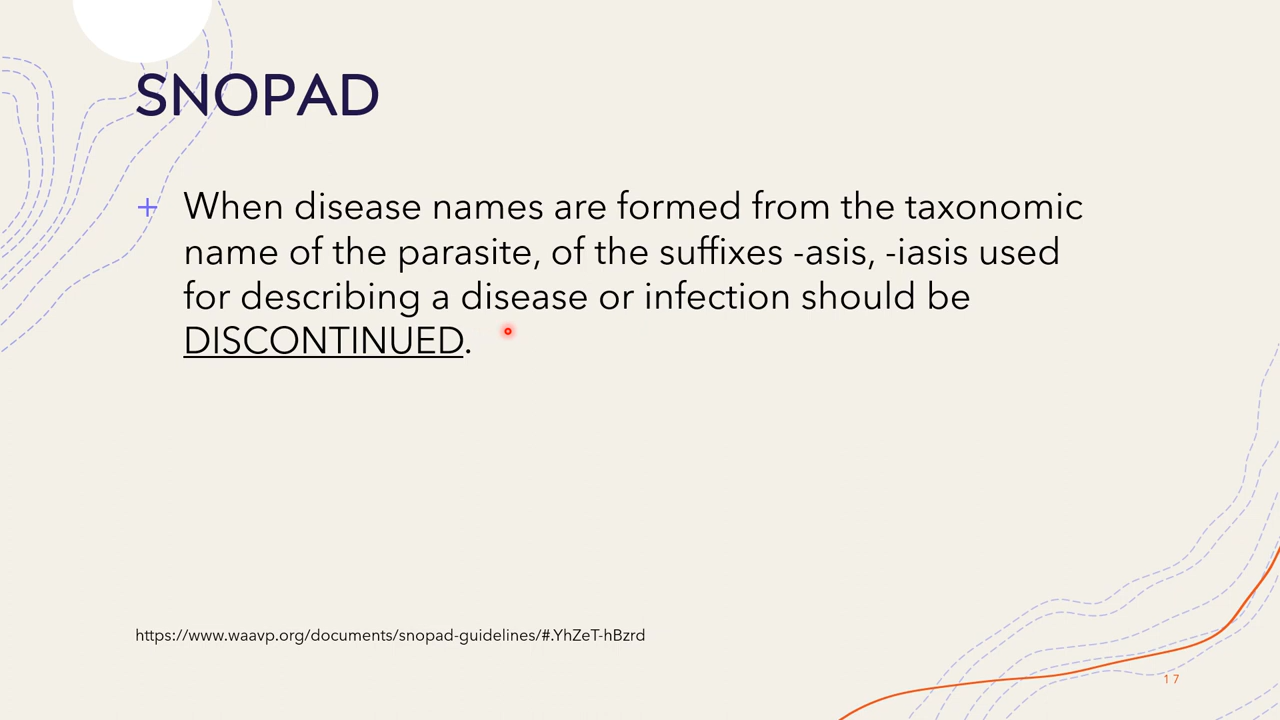 SNOPAD
+ When disease names are formed from the taxonomic
name of the parasite, of the suffixes -asis, -iasis used
for describing a disease or infection should be
DISCONTINUED.
https://www.waavp.org/documents/snopad-guidelines/#.YhZeT-hBzrd
17